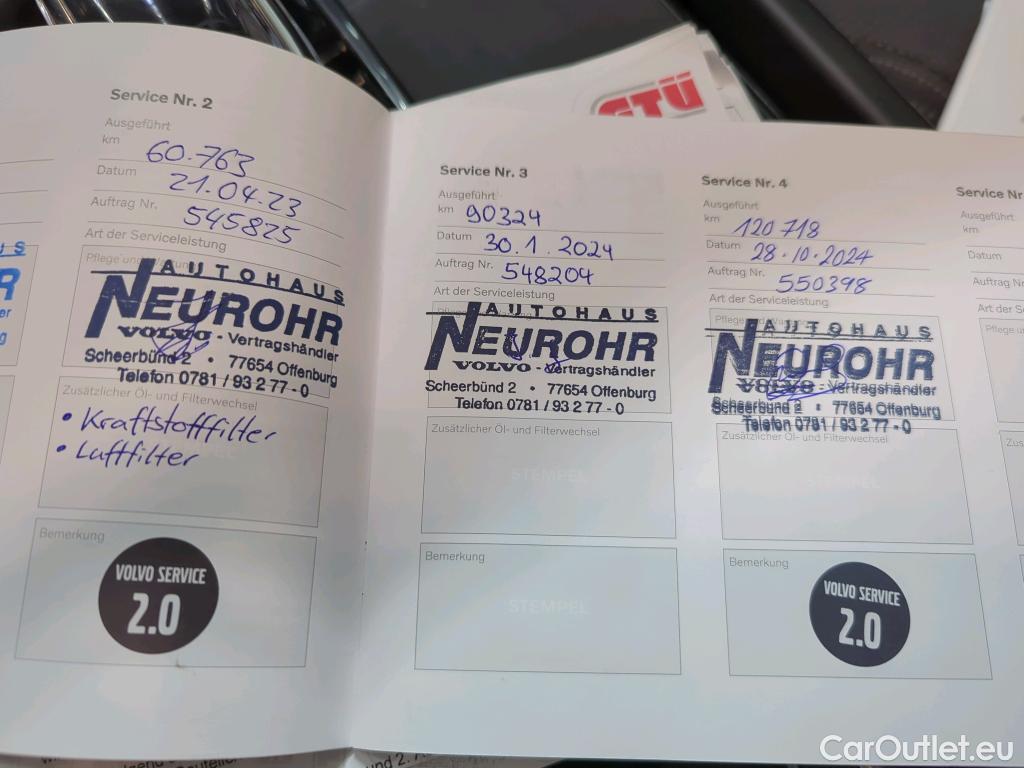 GTÜ
Service Nr. 2
Ausgeführt
km 60.763
Datum 21.04.23
Auftrag Nr. 545825
Art der Serviceleistung
AUTOHAUS
NEUROHR
VOLVO - Vertragshändler
Scheerbünd 2 • 77654 Offenburg
Telefon 0781 / 93 2 77 - 0
Zusätzlicher Öl- und Filterwechsel
• Kraftstofffilter
• Luftfilter
Bemerkung
VOLVO SERVICE
2.0
Service Nr. 3
Ausgeführt
km 90324
Datum 30.1.2024
Auftrag Nr. 548204
Art der Serviceleistung
AUTOHAUS
NEUROHR
VOLVO - Vertragshändler
Scheerbünd 2 • 77654 Offenburg
Telefon 0781 / 93 2 77 - 0
Zusätzlicher Öl- und Filterwechsel
STEMPEL
Bemerkung
STEMPEL
Service Nr. 4
Ausgeführt
km 120 718
Datum 28.10.2024
Auftrag Nr. 550398
Art der Serviceleistung
AUTOHAUS
NEUROHR
VOLVO - Vertragshändler
Scheerbünd 2 • 77654 Offenburg
Telefon 0781 / 93 2 77 - 0
Zusätzlicher Öl- und Filterwechsel
STEMPEL
Bemerkung
VOLVO SERVICE
2.0
Service Nr.
Ausgeführt
km
Datum
Auftrag Nr.
CarOutlet.eu